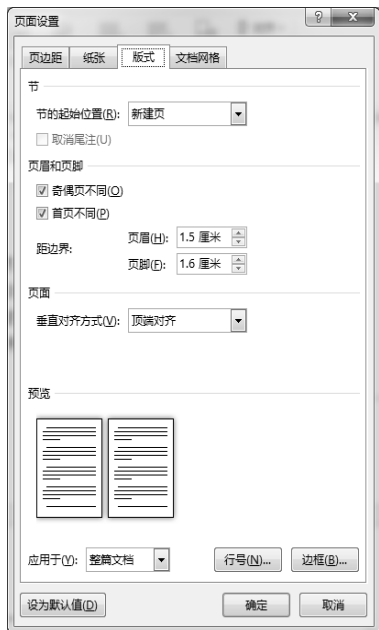 页面设置
页边距 纸张 版式 文档网格
节
节的起始位置(R): 新建页
取消尾注(U)
页眉和页脚
奇偶页不同(O)
首页不同(P)
距边界: 页眉(H): 1.5 厘米
页脚(F): 1.6 厘米
页面
垂直对齐方式(V): 顶端对齐
预览
应用于(Y): 整篇文档 行号(N)... 边框(B)...
设为默认值(D) 确定 取消